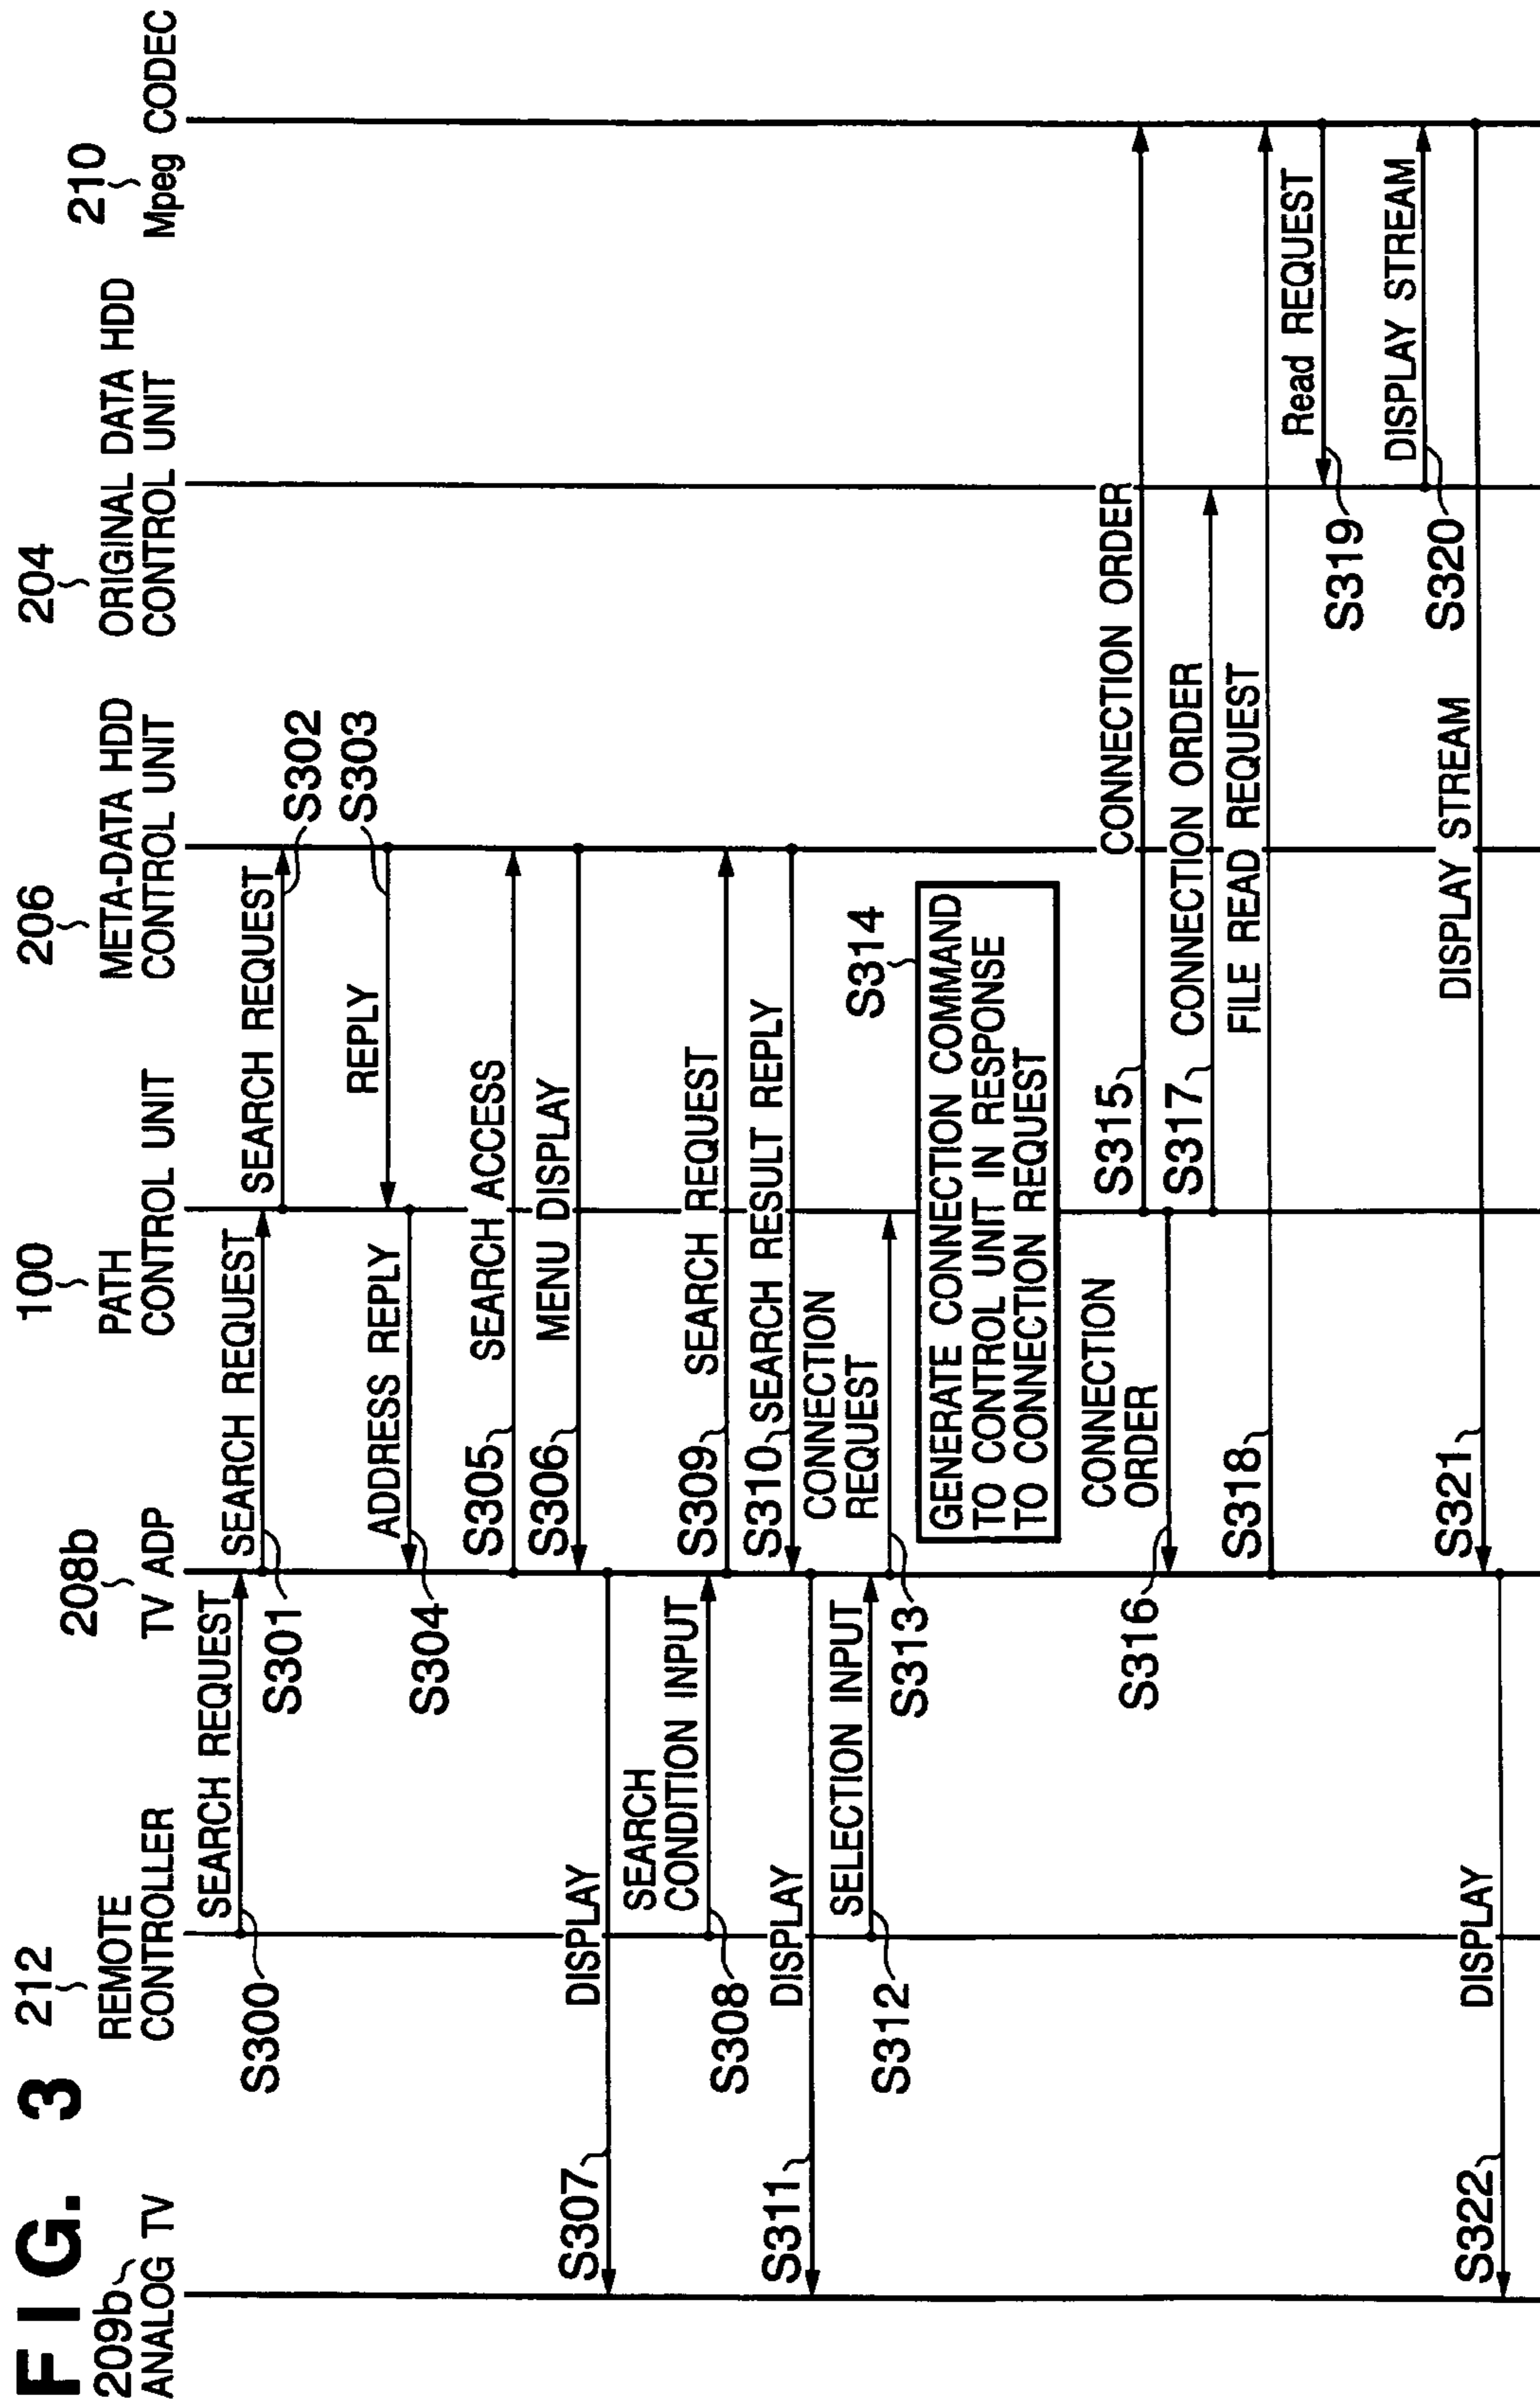 FIG. 3
209b
ANALOG TV
212
REMOTE
CONTROLLER
208b
TV ADP
100
PATH
CONTROL UNIT
206
META-DATA HDD
CONTROL UNIT
204
ORIGINAL DATA HDD
CONTROL UNIT
210
Mpeg CODEC
SEARCH REQUEST
S300
SEARCH REQUEST
S301
SEARCH REQUEST
S302
REPLY
S303
ADDRESS REPLY
S304
SEARCH ACCESS
S305
MENU DISPLAY
S306
DISPLAY
S307
SEARCH
CONDITION INPUT
S308
SEARCH REQUEST
S309
SEARCH RESULT REPLY
S310
DISPLAY
S311
SELECTION INPUT
S312
CONNECTION
REQUEST
S313
S314
GENERATE CONNECTION COMMAND
TO CONTROL UNIT IN RESPONSE
TO CONNECTION REQUEST
CONNECTION ORDER
S315
CONNECTION
ORDER
S316
CONNECTION ORDER
S317
FILE READ REQUEST
S318
Read REQUEST
S319
DISPLAY STREAM
S320
DISPLAY STREAM
S321
DISPLAY
S322